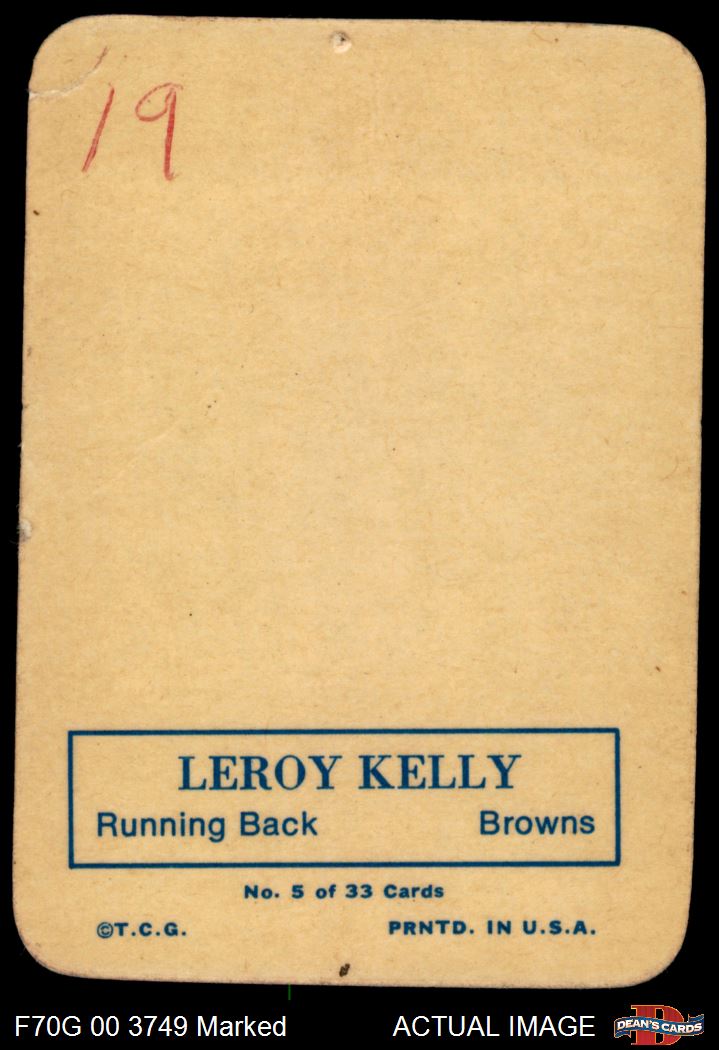 '19
LEROY KELLY
Running Back Browns
No. 5 of 33 Cards
©T.C.G. PRNTD. IN U.S.A.
F70G 00 3749 Marked ACTUAL IMAGE DEAN'S CARDS